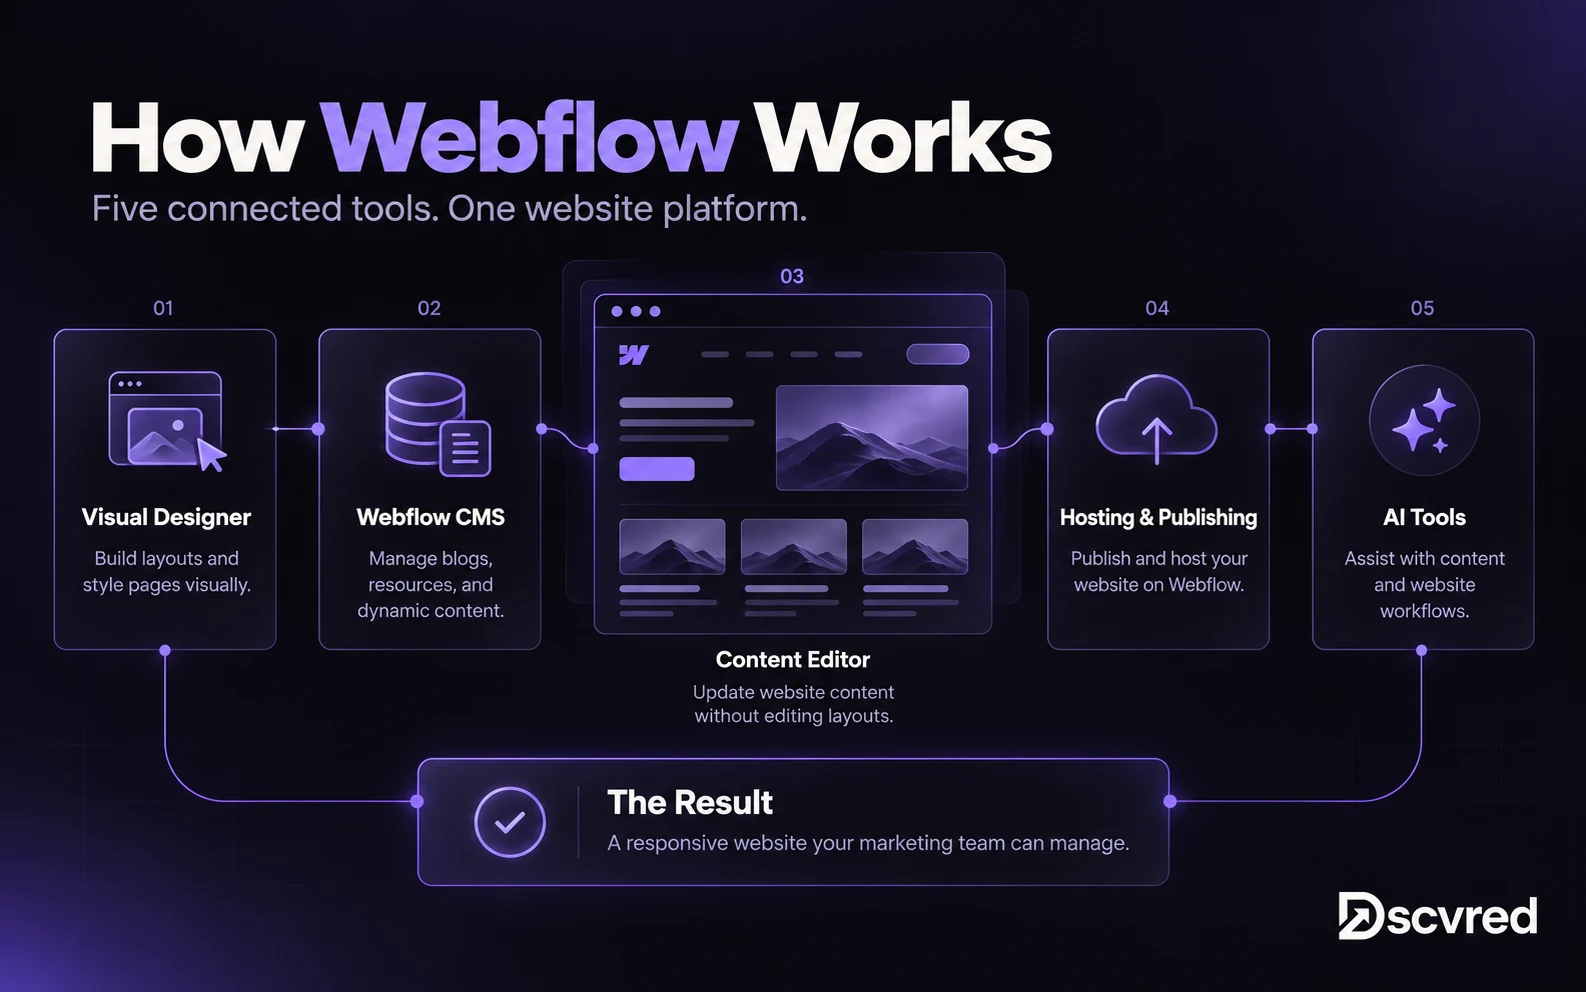 How Webflow Works
Five connected tools. One website platform.
01
Visual Designer
Build layouts and
style pages visually.
02
Webflow CMS
Manage blogs,
resources, and
dynamic content.
03
Content Editor
Update website content
without editing layouts.
04
Hosting & Publishing
Publish and host your
website on Webflow.
05
AI Tools
Assist with content
and website
workflows.
The Result
A responsive website your marketing team can manage.
Dscvred